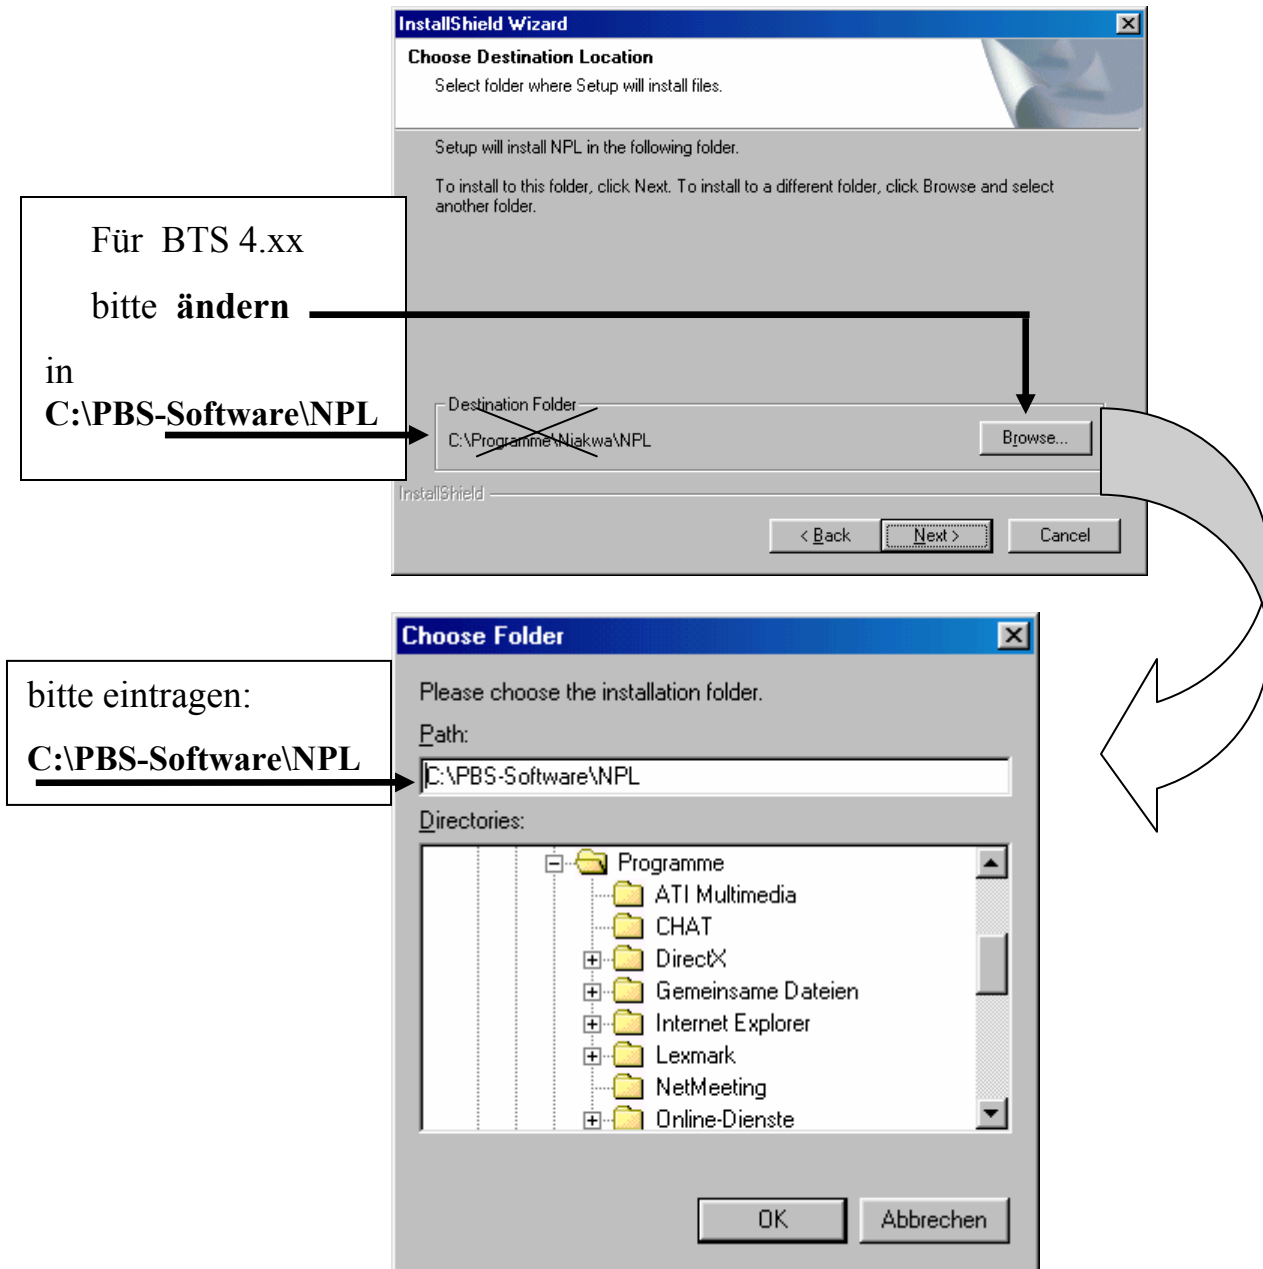 InstallShield Wizard
Choose Destination Location
Select folder where Setup will install files.
Setup will install NPL in the following folder.
To install to this folder, click Next. To install to a different folder, click Browse and select
another folder.
Für BTS 4.xx
bitte ändern
in
C:\PBS-Software\NPL
Destination Folder
C:\Programme\Niakwa\NPL
Browse...
InstallShield
< Back
Next >
Cancel
Choose Folder
Please choose the installation folder.
bitte eintragen:
C:\PBS-Software\NPL
Path:
C:\PBS-Software\NPL
Directories:
Programme
ATI Multimedia
CHAT
DirectX
Gemeinsame Dateien
Internet Explorer
Lexmark
NetMeeting
Online-Dienste
OK
Abbrechen